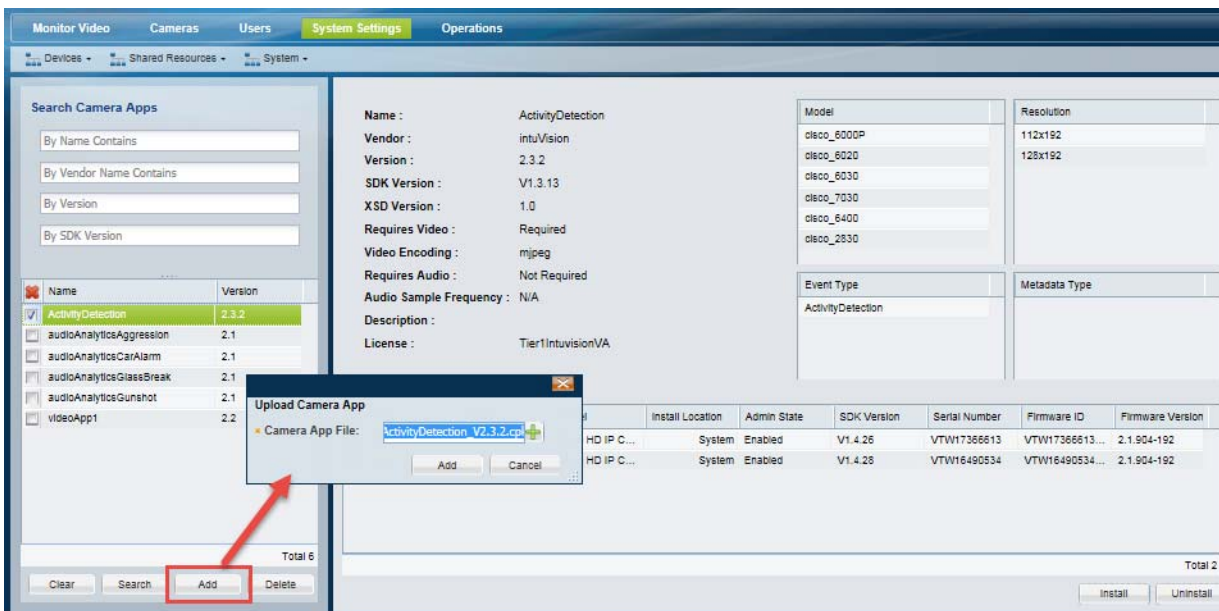 Monitor Video Cameras Users System Settings Operations
Devices Shared Resources System
Search Camera Apps
By Name Contains
By Vendor Name Contains
By Version
By SDK Version
Name Version
ActivityDetection 2.3.2
audioAnalyticsAggression 2.1
audioAnalyticsCarAlarm 2.1
audioAnalyticsGlassBreak 2.1
audioAnalyticsGunshot 2.1
videoApp1 2.2
Total 6
Clear Search Add Delete
Name : ActivityDetection
Vendor : intuVision
Version : 2.3.2
SDK Version : V1.3.13
XSD Version : 1.0
Requires Video : Required
Video Encoding : mjpeg
Requires Audio : Not Required
Audio Sample Frequency : N/A
Description :
License : Tier1IntuvisionVA
Model
cisco_6000P
cisco_6020
cisco_6030
cisco_7030
cisco_6400
cisco_2830
Resolution
112x192
128x192
Event Type
ActivityDetection
Metadata Type
Upload Camera App
* Camera App File: ActivityDetection_V2.3.2.cpl
Add Cancel
Install Location Admin State SDK Version Serial Number Firmware ID Firmware Version
HD IP C... System Enabled V1.4.26 VTW17366613 VTW17366613... 2.1.904-192
HD IP C... System Enabled V1.4.28 VTW16490534 VTW16490534... 2.1.904-192
Total 2
Install Uninstall